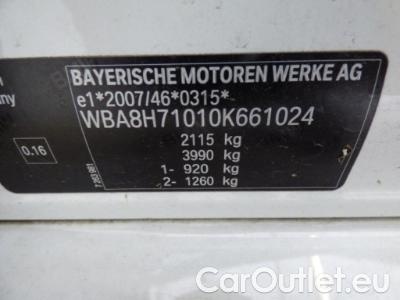 BAYERISCHE MOTOREN WERKE AG
e1*2007/46*0315*
WBA8H71010K661024
2115 kg
3990 kg
1- 920 kg
2- 1260 kg
0.16
CarOutlet.eu